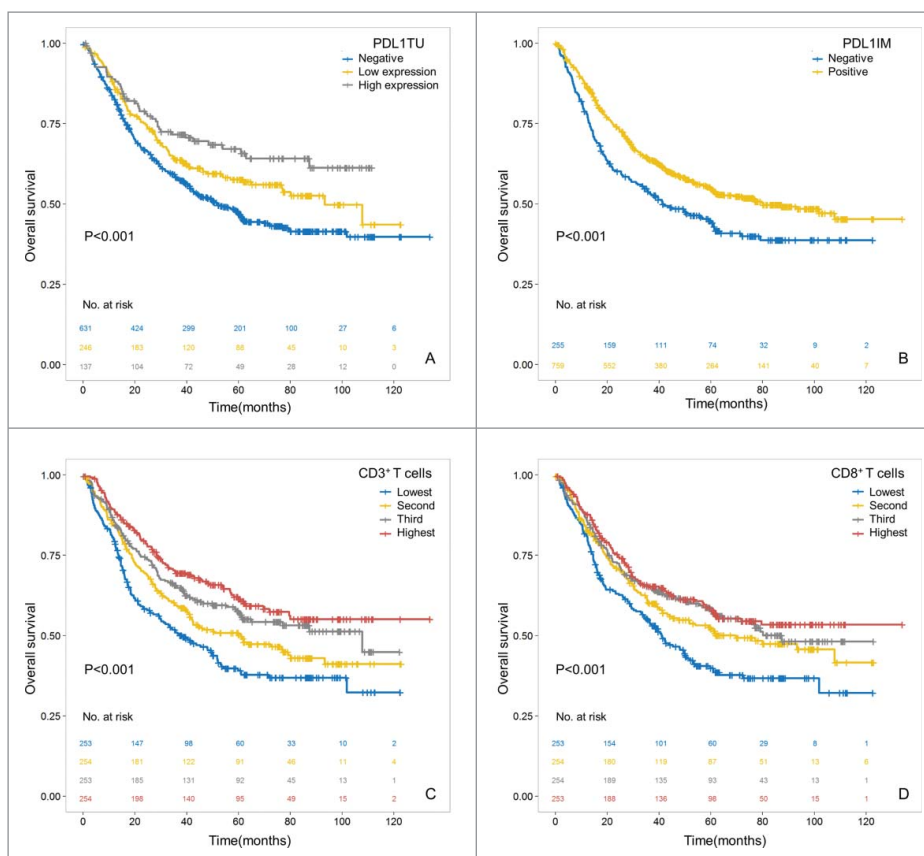 PDL1TU
Negative
Low expression
High expression
1.00
0.75
0.50
0.25
0.00
Overall survival
P<0.001
No. at risk
631 424 299 201 100 27 6
246 183 120 86 45 10 3
137 104 72 49 28 12 0
A
0 20 40 60 80 100 120
Time(months)
PDL1IM
Negative
Positive
1.00
0.75
0.50
0.25
0.00
Overall survival
P<0.001
No. at risk
255 159 111 74 32 9 2
759 552 380 264 141 40 7
B
0 20 40 60 80 100 120
Time(months)
CD3⁺ T cells
Lowest
Second
Third
Highest
1.00
0.75
0.50
0.25
0.00
Overall survival
P<0.001
No. at risk
253 147 98 60 33 10 2
254 181 122 91 46 11 4
253 185 131 92 45 13 1
254 198 140 95 49 15 2
C
0 20 40 60 80 100 120
Time(months)
CD8⁺ T cells
Lowest
Second
Third
Highest
1.00
0.75
0.50
0.25
0.00
Overall survival
P<0.001
No. at risk
253 154 101 60 29 8 1
254 180 119 87 51 13 6
254 189 135 93 43 13 1
253 188 136 98 50 15 1
D
0 20 40 60 80 100 120
Time(months)